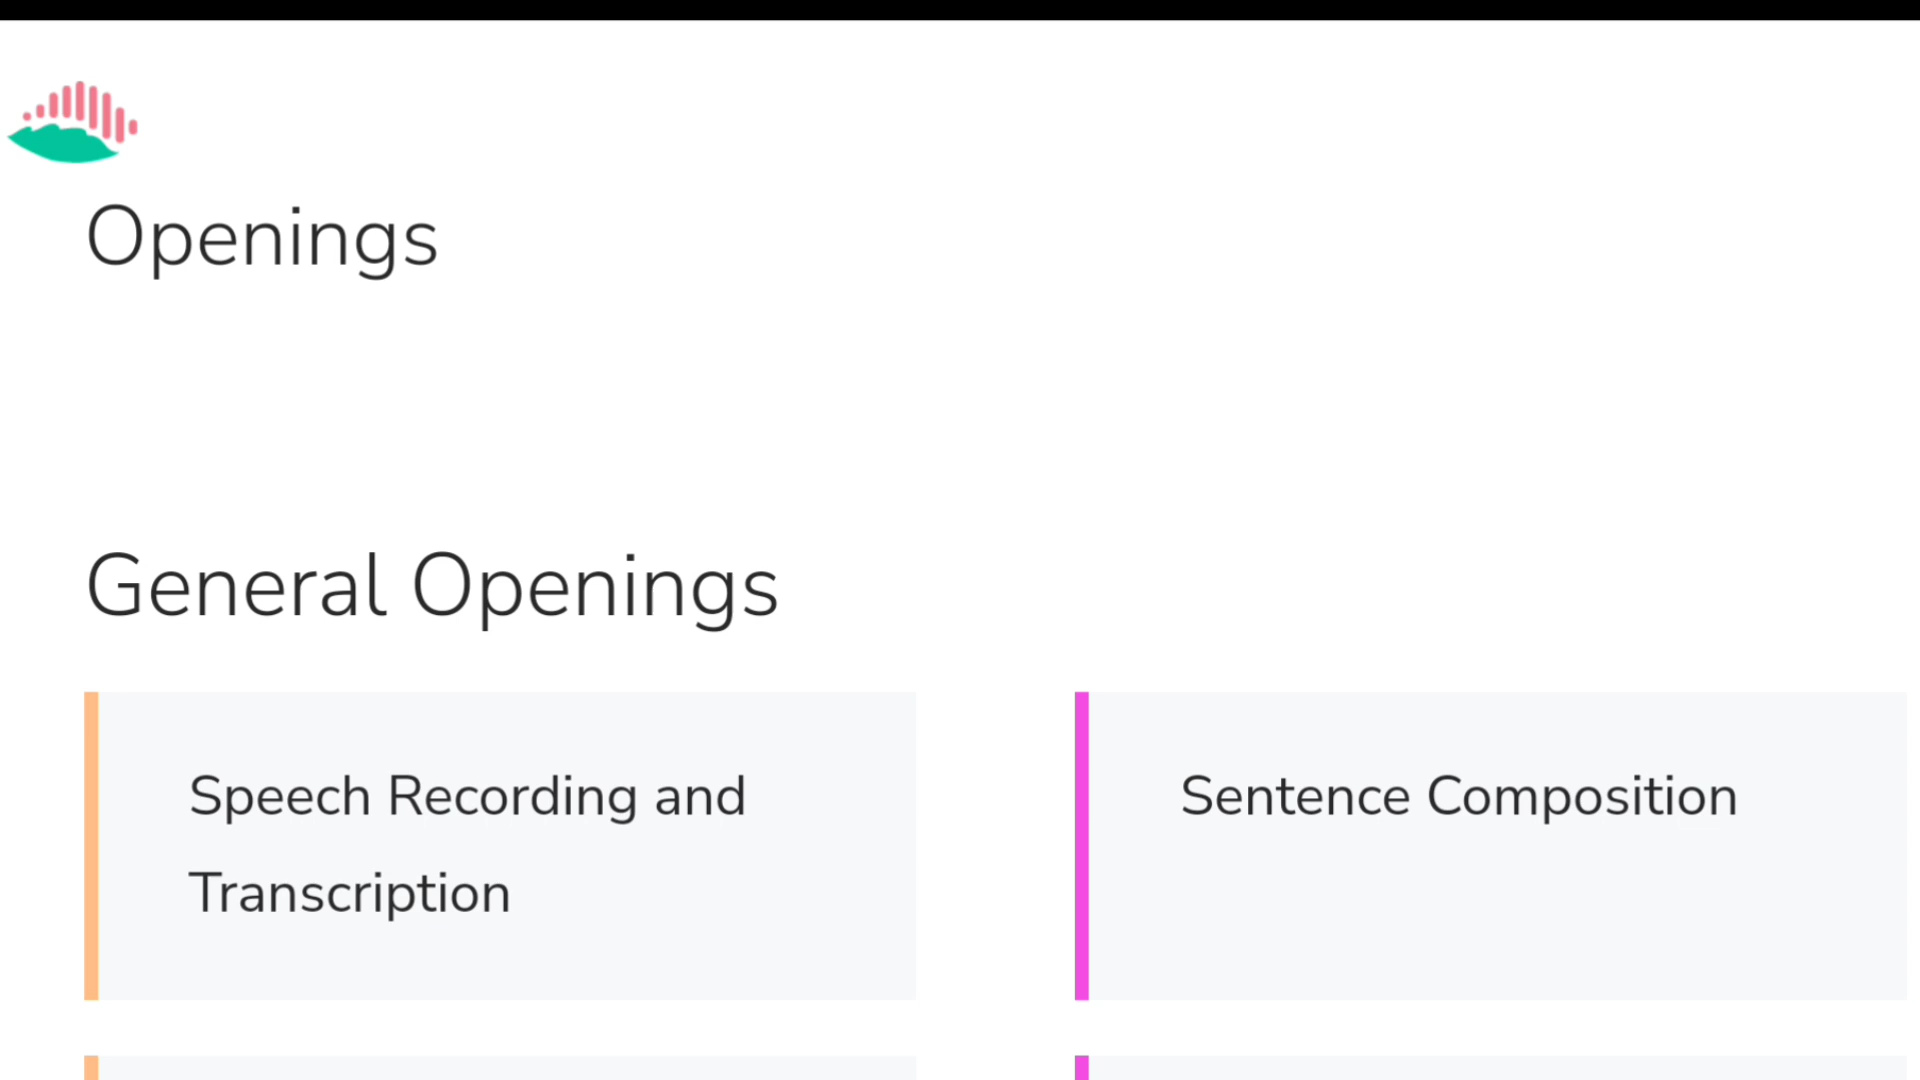 Openings
General Openings
Speech Recording and
Transcription
Sentence Composition